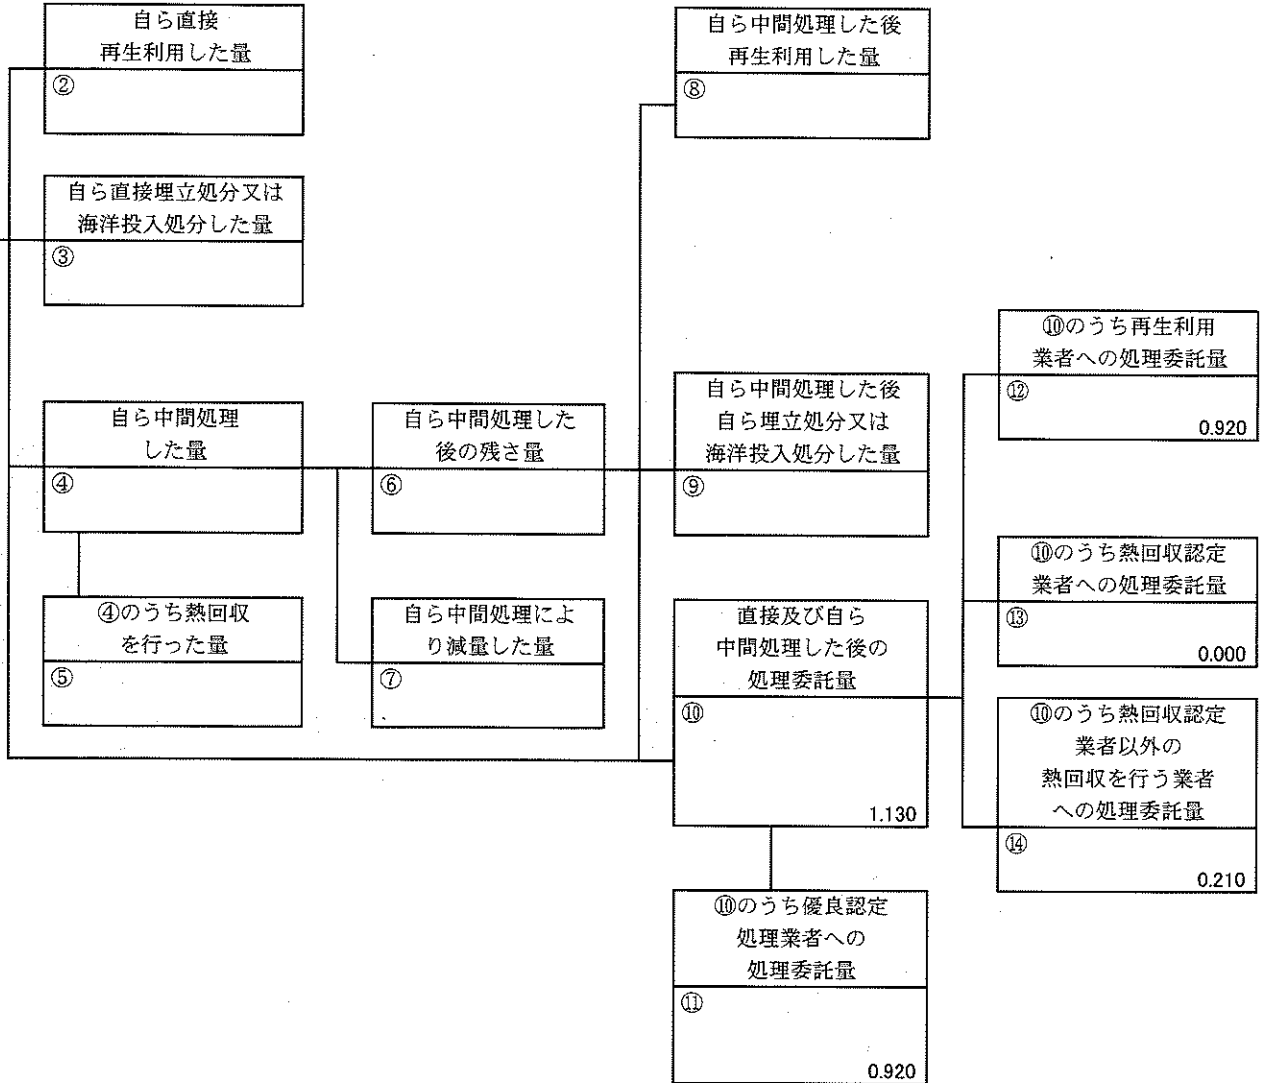 自ら直接
再生利用した量
②
自ら直接埋立処分又は
海洋投入処分した量
③
自ら中間処理
した量
④
④のうち熱回収
を行った量
⑤
自ら中間処理した
後の残さ量
⑥
自ら中間処理によ
り減量した量
⑦
自ら中間処理した後
再生利用した量
⑧
自ら中間処理した後
自ら埋立処分又は
海洋投入処分した量
⑨
直接及び自ら
中間処理した後の
処理委託量
⑩
1.130
⑩のうち優良認定
処理業者への
処理委託量
⑪
0.920
⑩のうち再生利用
業者への処理委託量
⑫
0.920
⑩のうち熱回収認定
業者への処理委託量
⑬
0.000
⑩のうち熱回収認定
業者以外の
熱回収を行う業者
への処理委託量
⑭
0.210